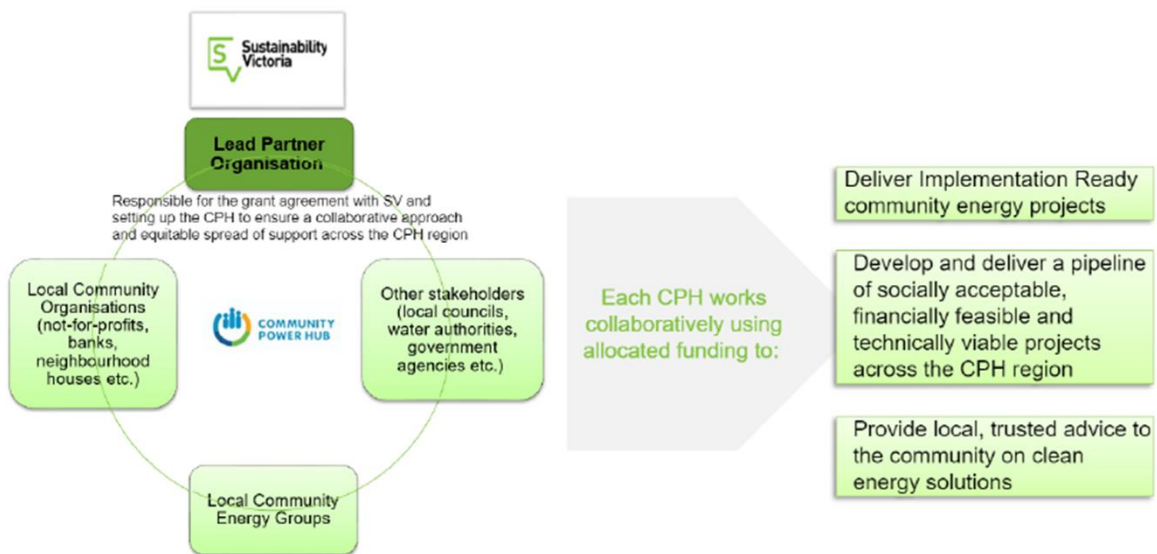 Sustainability
Victoria
Lead Partner
Organisation
Responsible for the grant agreement with SV and
setting up the CPH to ensure a collaborative approach
and equitable spread of support across the CPH region
Local Community
Organisations
(not-for-profits,
banks,
neighbourhood
houses etc.)
COMMUNITY
POWER HUB
Other stakeholders
(local councils,
water authorities,
government
agencies etc.)
Local Community
Energy Groups
Each CPH works
collaboratively using
allocated funding to:
Deliver Implementation Ready
community energy projects
Develop and deliver a pipeline
of socially acceptable,
financially feasible and
technically viable projects
across the CPH region
Provide local, trusted advice to
the community on clean
energy solutions